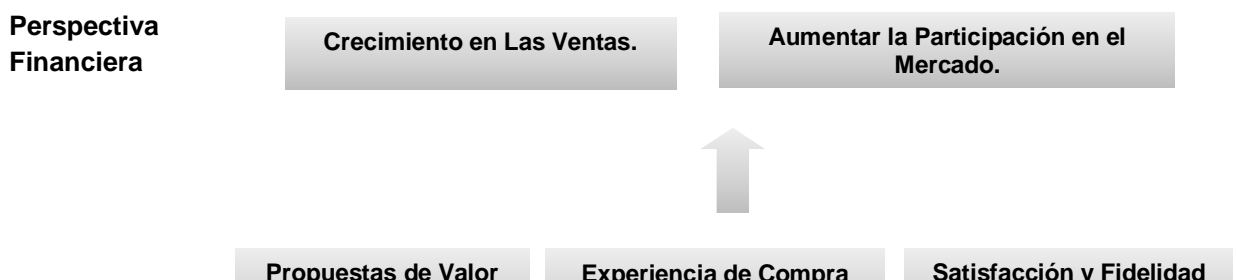 Perspectiva
Financiera
Crecimiento en Las Ventas.
Aumentar la Participación en el
Mercado.
Propuestas de Valor
Experiencia de Compra
Satisfacción y Fidelidad